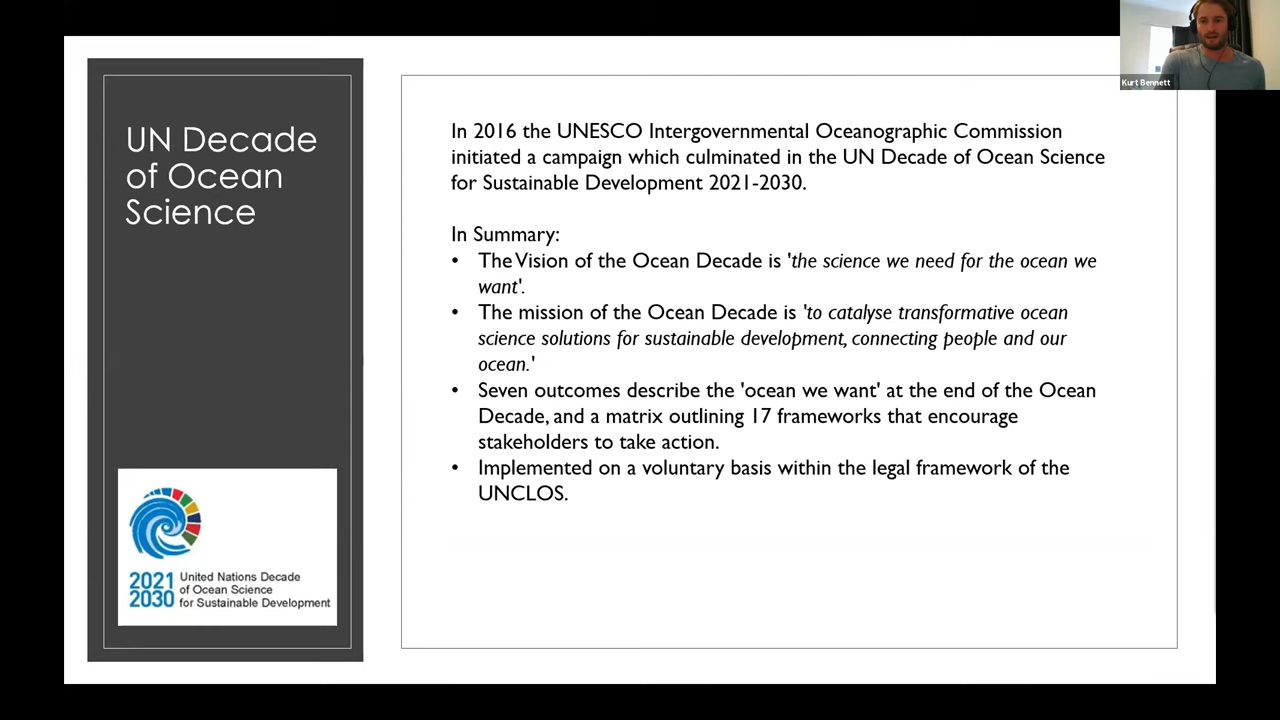 Kurt Bennett
UN Decade
of Ocean
Science
In 2016 the UNESCO Intergovernmental Oceanographic Commission
initiated a campaign which culminated in the UN Decade of Ocean Science
for Sustainable Development 2021-2030.
In Summary:
• The Vision of the Ocean Decade is 'the science we need for the ocean we
want'.
• The mission of the Ocean Decade is 'to catalyse transformative ocean
science solutions for sustainable development, connecting people and our
ocean.'
• Seven outcomes describe the 'ocean we want' at the end of the Ocean
Decade, and a matrix outlining 17 frameworks that encourage
stakeholders to take action.
• Implemented on a voluntary basis within the legal framework of the
UNCLOS.
2021 United Nations Decade
of Ocean Science
2030 for Sustainable Development